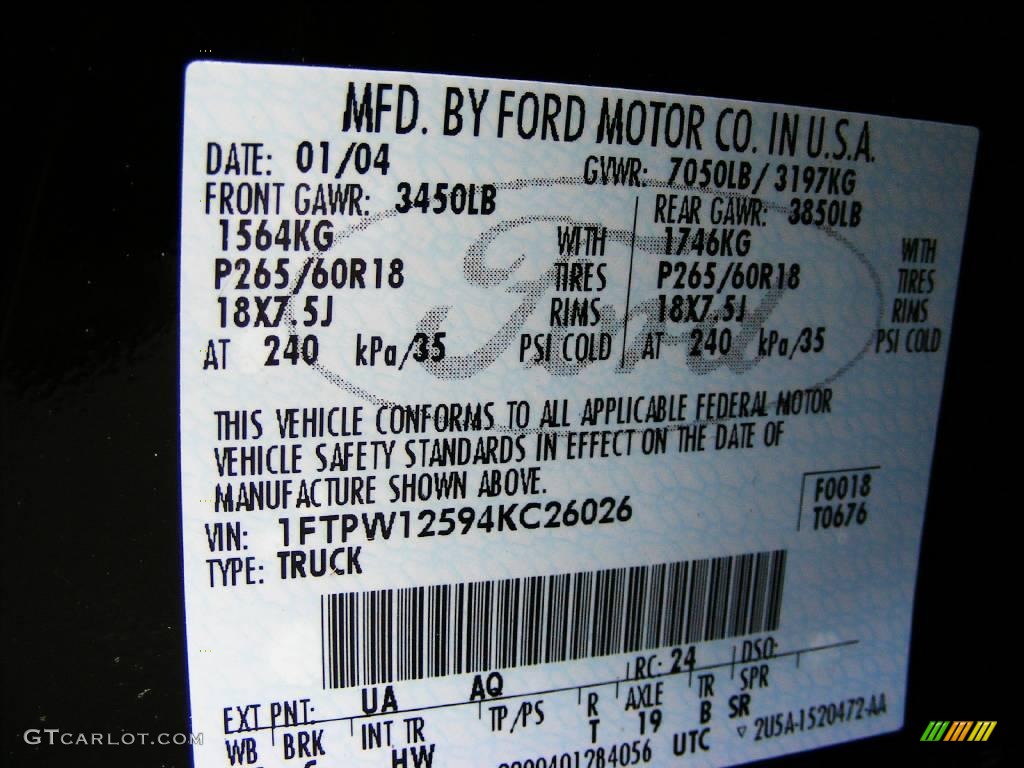 MFD. BY FORD MOTOR CO. IN U.S.A.
DATE: 01/04 GVWR: 7050LB/3197KG
FRONT GAWR: 3450LB REAR GAWR: 3850LB
1564KG WITH 1746KG WITH
P265/60R18 TIRES P265/60R18 TIRES
18X7.5J RIMS 18X7.5J RIMS
AT 240 kPa/35 PSI COLD AT 240 kPa/35 PSI COLD
Ford
THIS VEHICLE CONFORMS TO ALL APPLICABLE FEDERAL MOTOR
VEHICLE SAFETY STANDARDS IN EFFECT ON THE DATE OF
MANUFACTURE SHOWN ABOVE.
F0018
VIN: 1FTPW12594KC26026 T0676
TYPE: TRUCK
EXT PNT: UA AQ RC: 24 DSO:
WB BRK INT TR TP/PS R AXLE TR SPR
HW T 19 B SR
UTC ▽ 2U5A-1520472-AA
GTCARLOT.COM